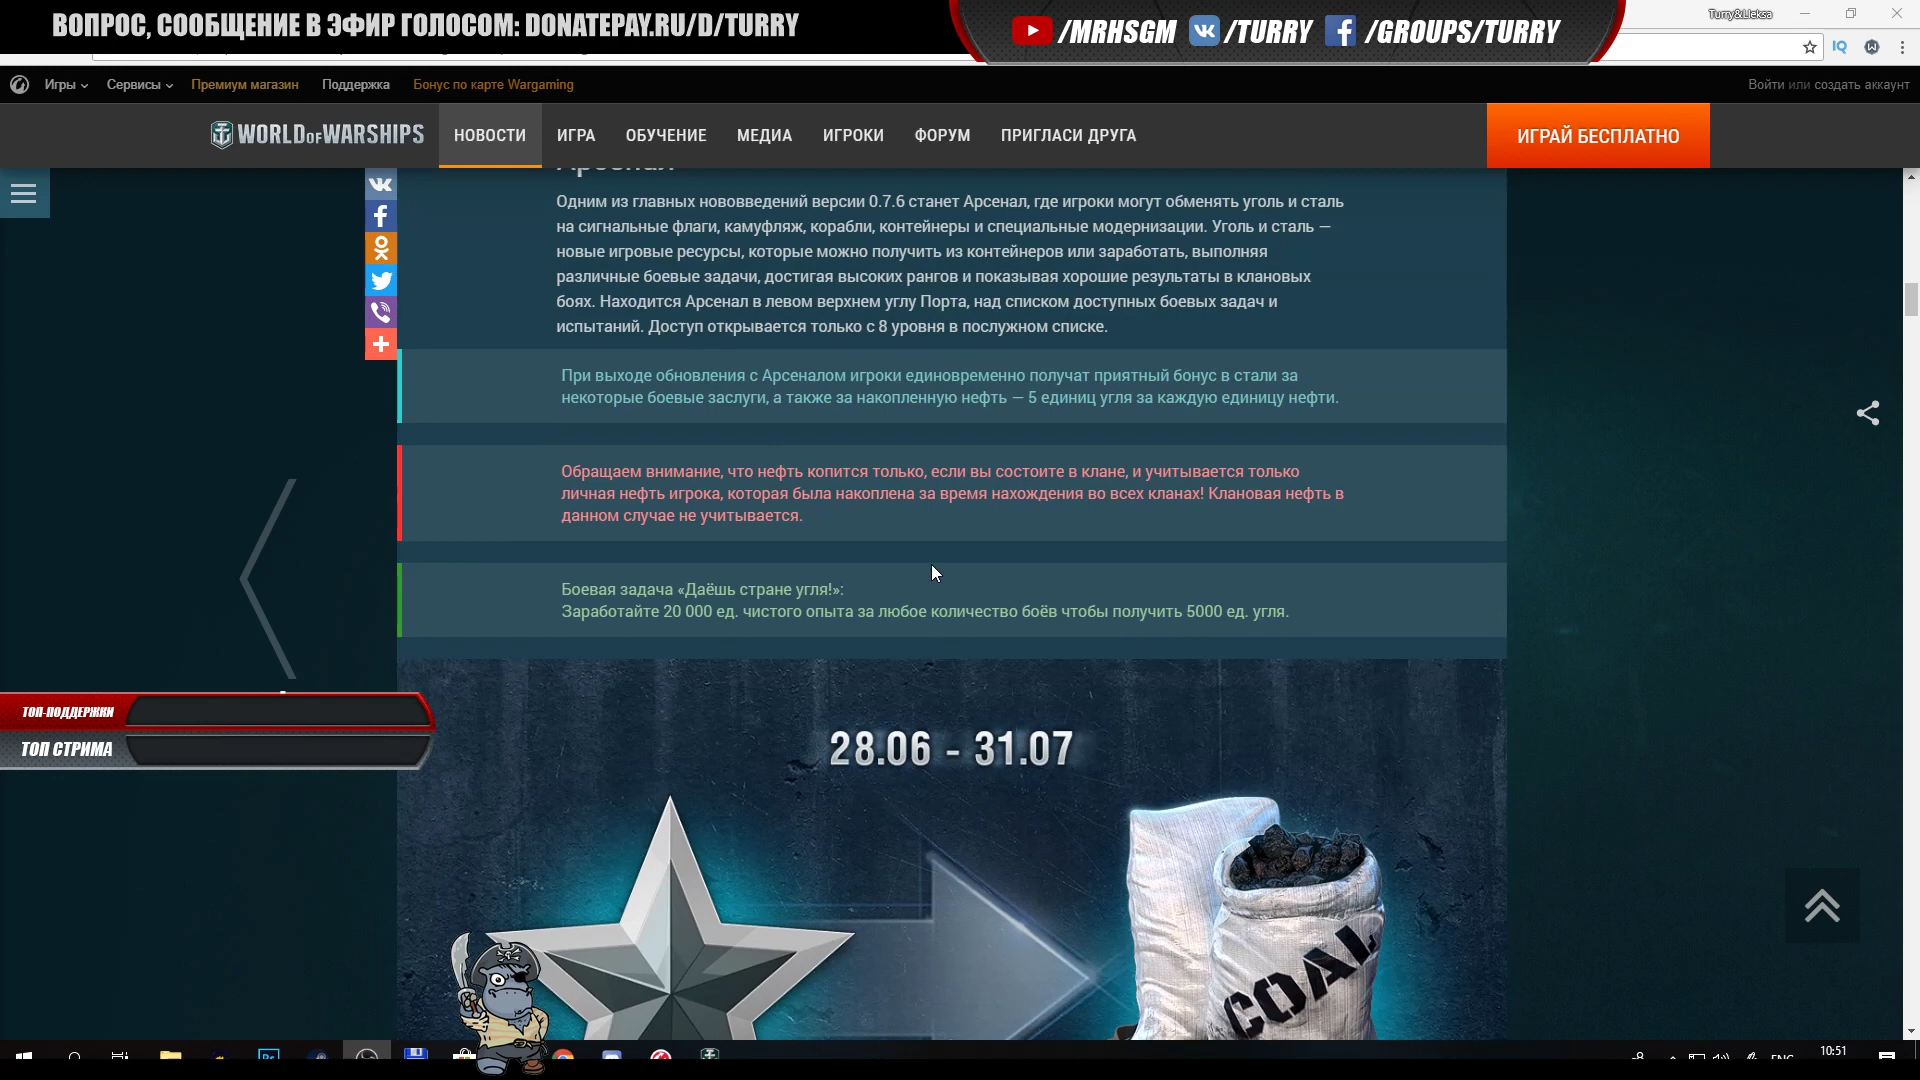 ВОПРОС, СООБЩЕНИЕ В ЭФИР ГОЛОСОМ: DONATEPAY.RU/D/TURRY
/MRHSGM /TURRY /GROUPS/TURRY
Turry&Lleksa
IQ
Игры Сервисы Премиум магазин Поддержка Бонус по карте Wargaming
Войти или создать аккаунт
WORLD OF WARSHIPS
НОВОСТИ ИГРА ОБУЧЕНИЕ МЕДИА ИГРОКИ ФОРУМ ПРИГЛАСИ ДРУГА
ИГРАЙ БЕСПЛАТНО
Арсенал
Одним из главных нововведений версии 0.7.6 станет Арсенал, где игроки могут обменять уголь и сталь
на сигнальные флаги, камуфляж, корабли, контейнеры и специальные модернизации. Уголь и сталь —
новые игровые ресурсы, которые можно получить из контейнеров или заработать, выполняя
различные боевые задачи, достигая высоких рангов и показывая хорошие результаты в клановых
боях. Находится Арсенал в левом верхнем углу Порта, над списком доступных боевых задач и
испытаний. Доступ открывается только с 8 уровня в послужном списке.
При выходе обновления с Арсеналом игроки единовременно получат приятный бонус в стали за
некоторые боевые заслуги, а также за накопленную нефть — 5 единиц угля за каждую единицу нефти.
Обращаем внимание, что нефть копится только, если вы состоите в клане, и учитывается только
личная нефть игрока, которая была накоплена за время нахождения во всех кланах! Клановая нефть в
данном случае не учитывается.
Боевая задача «Даёшь стране угля!»:
Заработайте 20 000 ед. чистого опыта за любое количество боёв чтобы получить 5000 ед. угля.
ТОП-ПОДДЕРЖКИ
ТОП СТРИМА
28.06 - 31.07
COAL
ENG
10:51